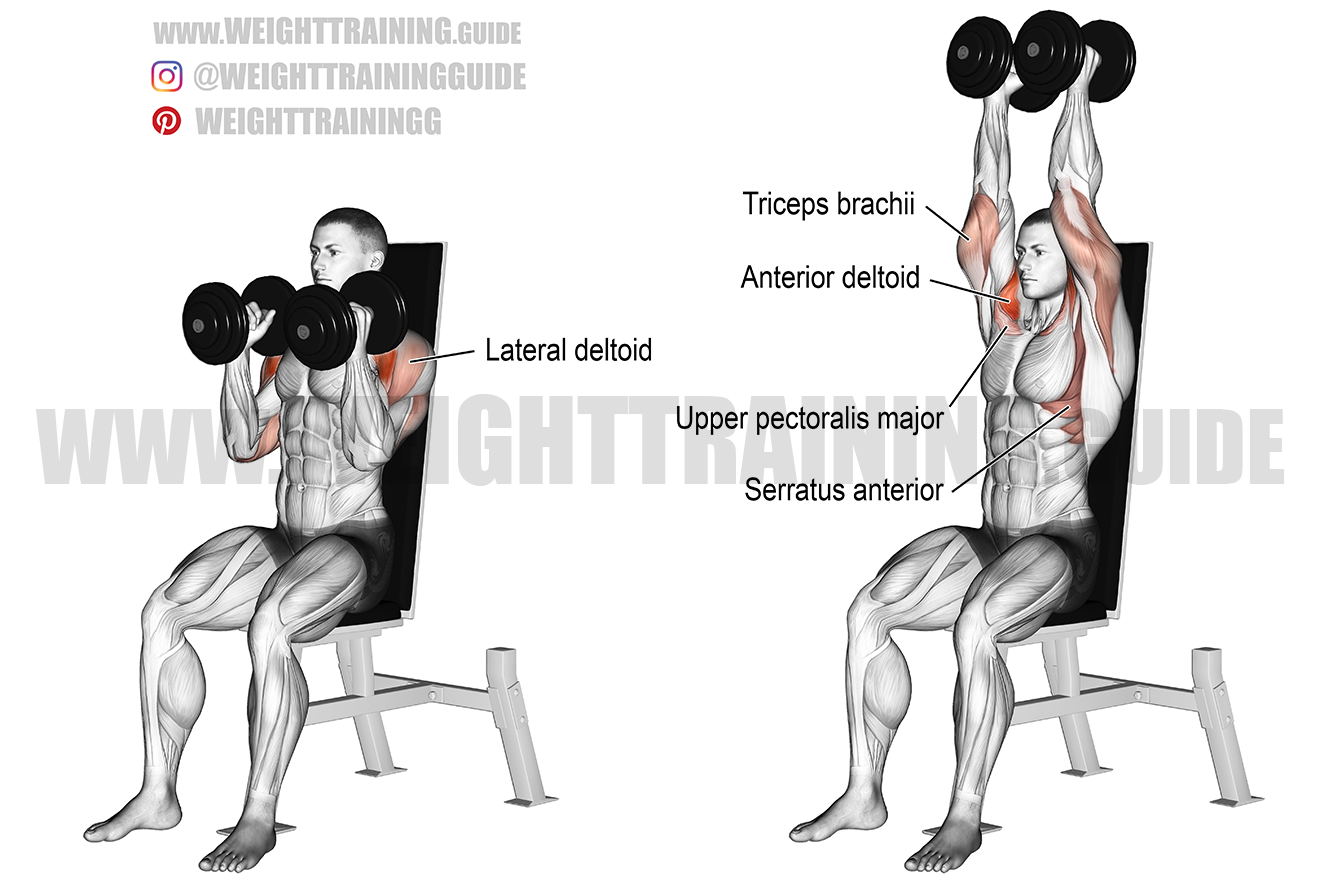 WWW.WEIGHTTRAINING.GUIDE
@WEIGHTTRAININGGUIDE
WEIGHTTRAININGG
Triceps brachii
Anterior deltoid
Lateral deltoid
Upper pectoralis major
WWW.WEIGHTTRAINING.GUIDE
Serratus anterior